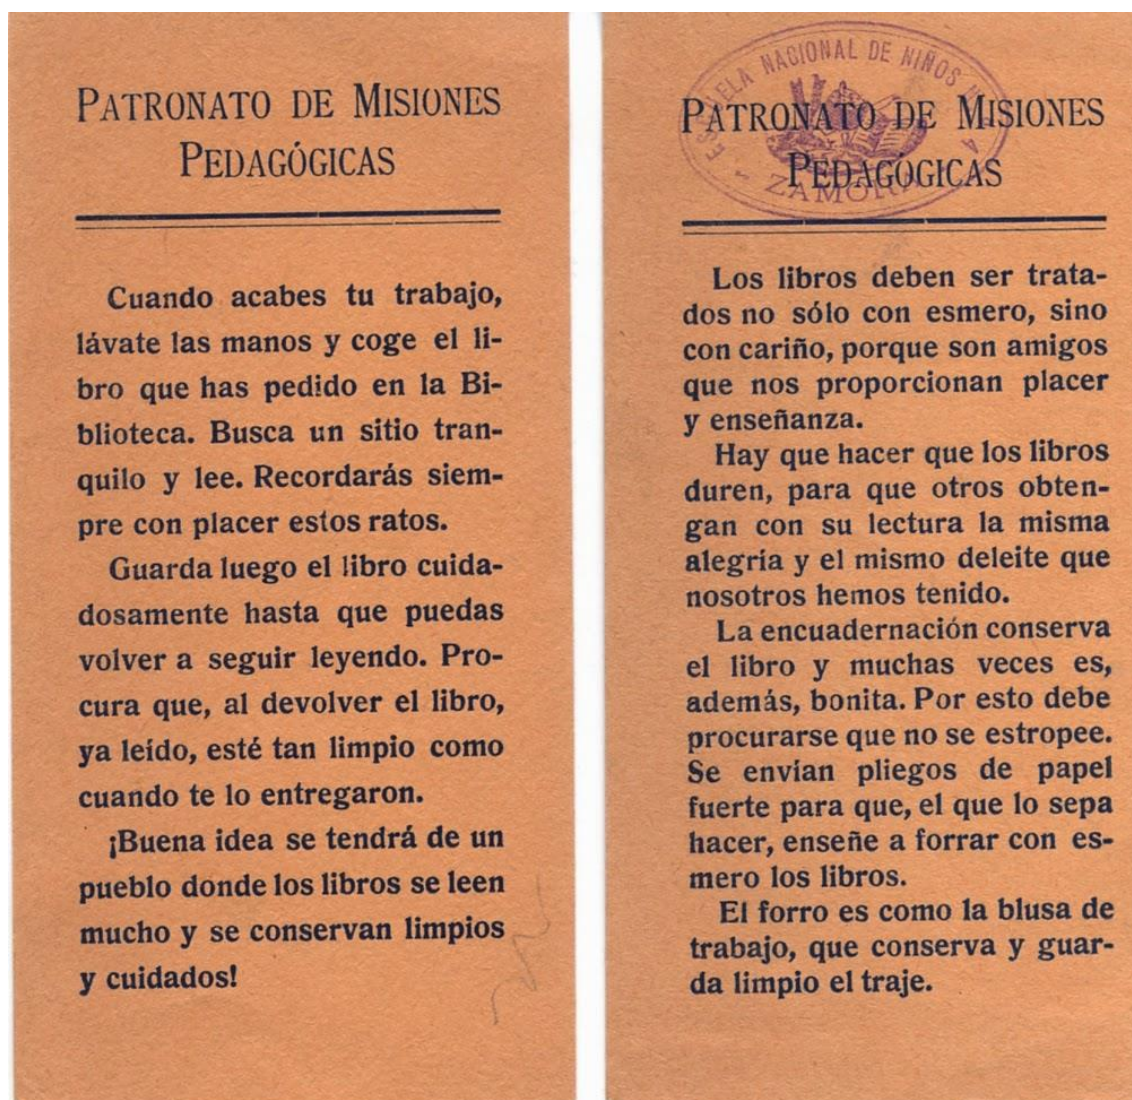 PATRONATO DE MISIONES
PEDAGÓGICAS
Cuando acabes tu trabajo,
lávate las manos y coge el li-
bro que has pedido en la Bi-
blioteca. Busca un sitio tran-
quilo y lee. Recordarás siem-
pre con placer estos ratos.
Guarda luego el libro cuida-
dosamente hasta que puedas
volver a seguir leyendo. Pro-
cura que, al devolver el libro,
ya leído, esté tan limpio como
cuando te lo entregaron.
¡Buena idea se tendrá de un
pueblo donde los libros se leen
mucho y se conservan limpios
y cuidados!
ESCUELA NACIONAL DE NIÑOS
ZAMORA
PATRONATO DE MISIONES
PEDAGÓGICAS
Los libros deben ser trata-
dos no sólo con esmero, sino
con cariño, porque son amigos
que nos proporcionan placer
y enseñanza.
Hay que hacer que los libros
duren, para que otros obten-
gan con su lectura la misma
alegría y el mismo deleite que
nosotros hemos tenido.
La encuadernación conserva
el libro y muchas veces es,
además, bonita. Por esto debe
procurarse que no se estropee.
Se envían pliegos de papel
fuerte para que, el que lo sepa
hacer, enseñe a forrar con es-
mero los libros.
El forro es como la blusa de
trabajo, que conserva y guar-
da limpio el traje.